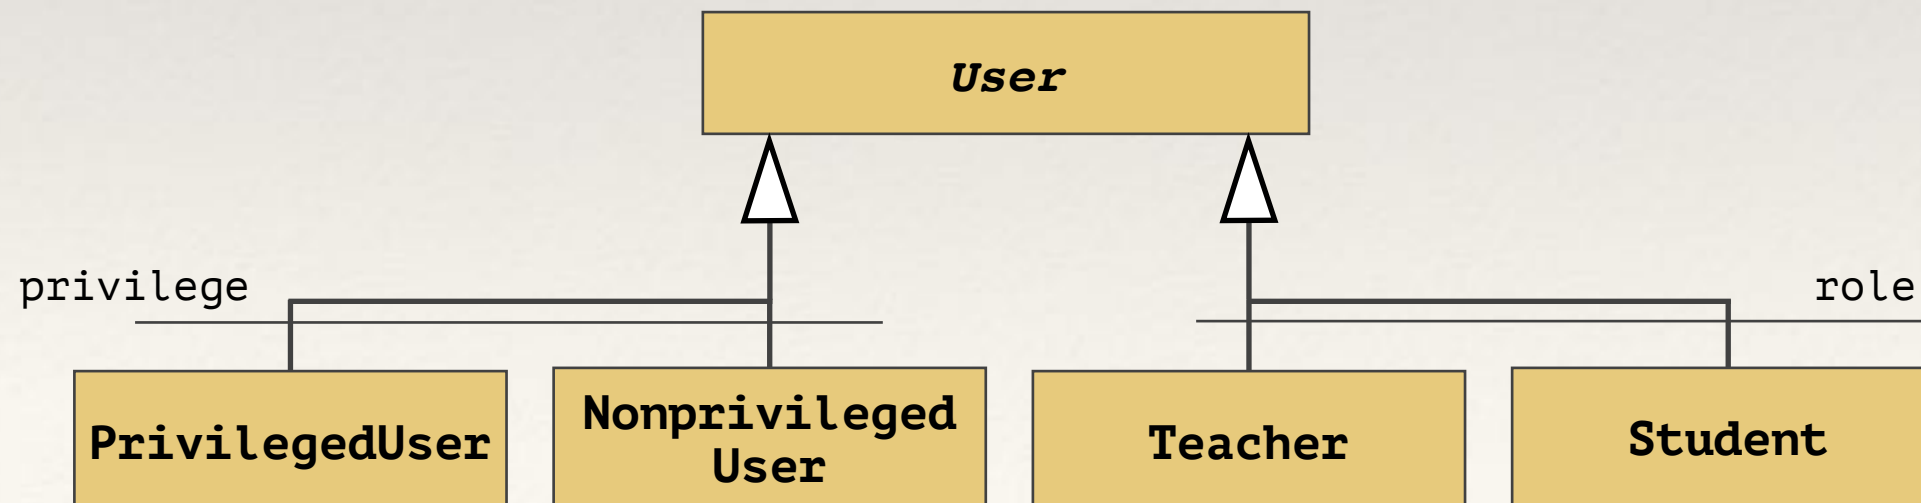 User
privilege
role
PrivilegedUser
Nonprivileged
User
Teacher
Student